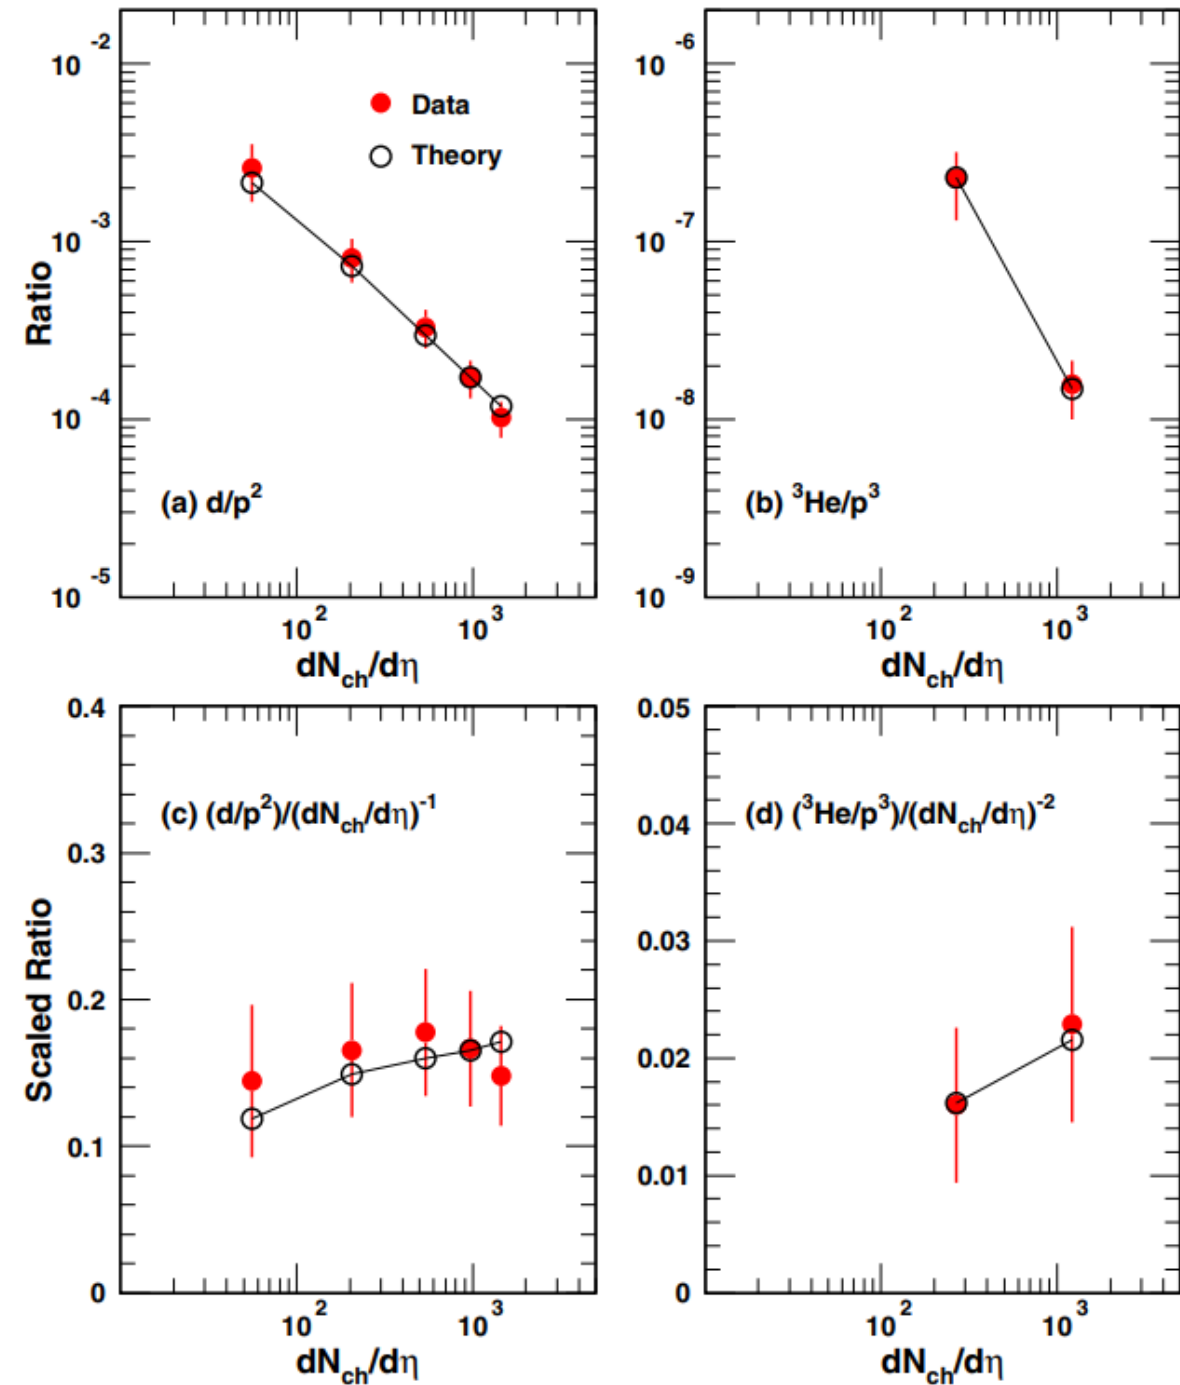 10^-2
10^-3
10^-4
10^-5
Ratio
Data
Theory
(a) d/p^2
10^2
10^3
dN_ch/dη
10^-6
10^-7
10^-8
10^-9
(b) ^3He/p^3
10^2
10^3
dN_ch/dη
0.4
0.3
0.2
0.1
0
Scaled Ratio
(c) (d/p^2)/(dN_ch/dη)^-1
10^2
10^3
dN_ch/dη
0.05
0.04
0.03
0.02
0.01
0
(d) (^3He/p^3)/(dN_ch/dη)^-2
10^2
10^3
dN_ch/dη